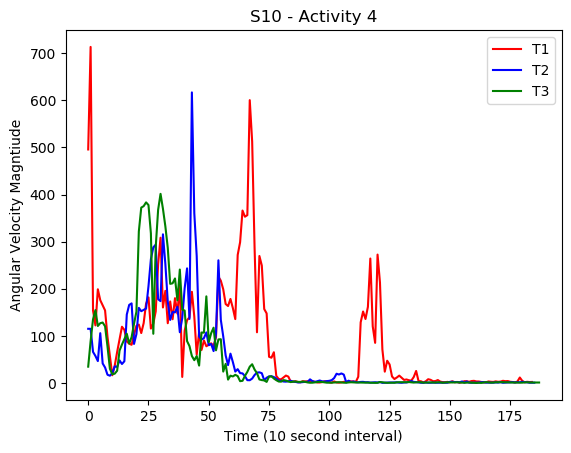 S10 - Activity 4
Angular Velocity Magntiude
700
600
500
400
300
200
100
0
T1
T2
T3
0 25 50 75 100 125 150 175
Time (10 second interval)